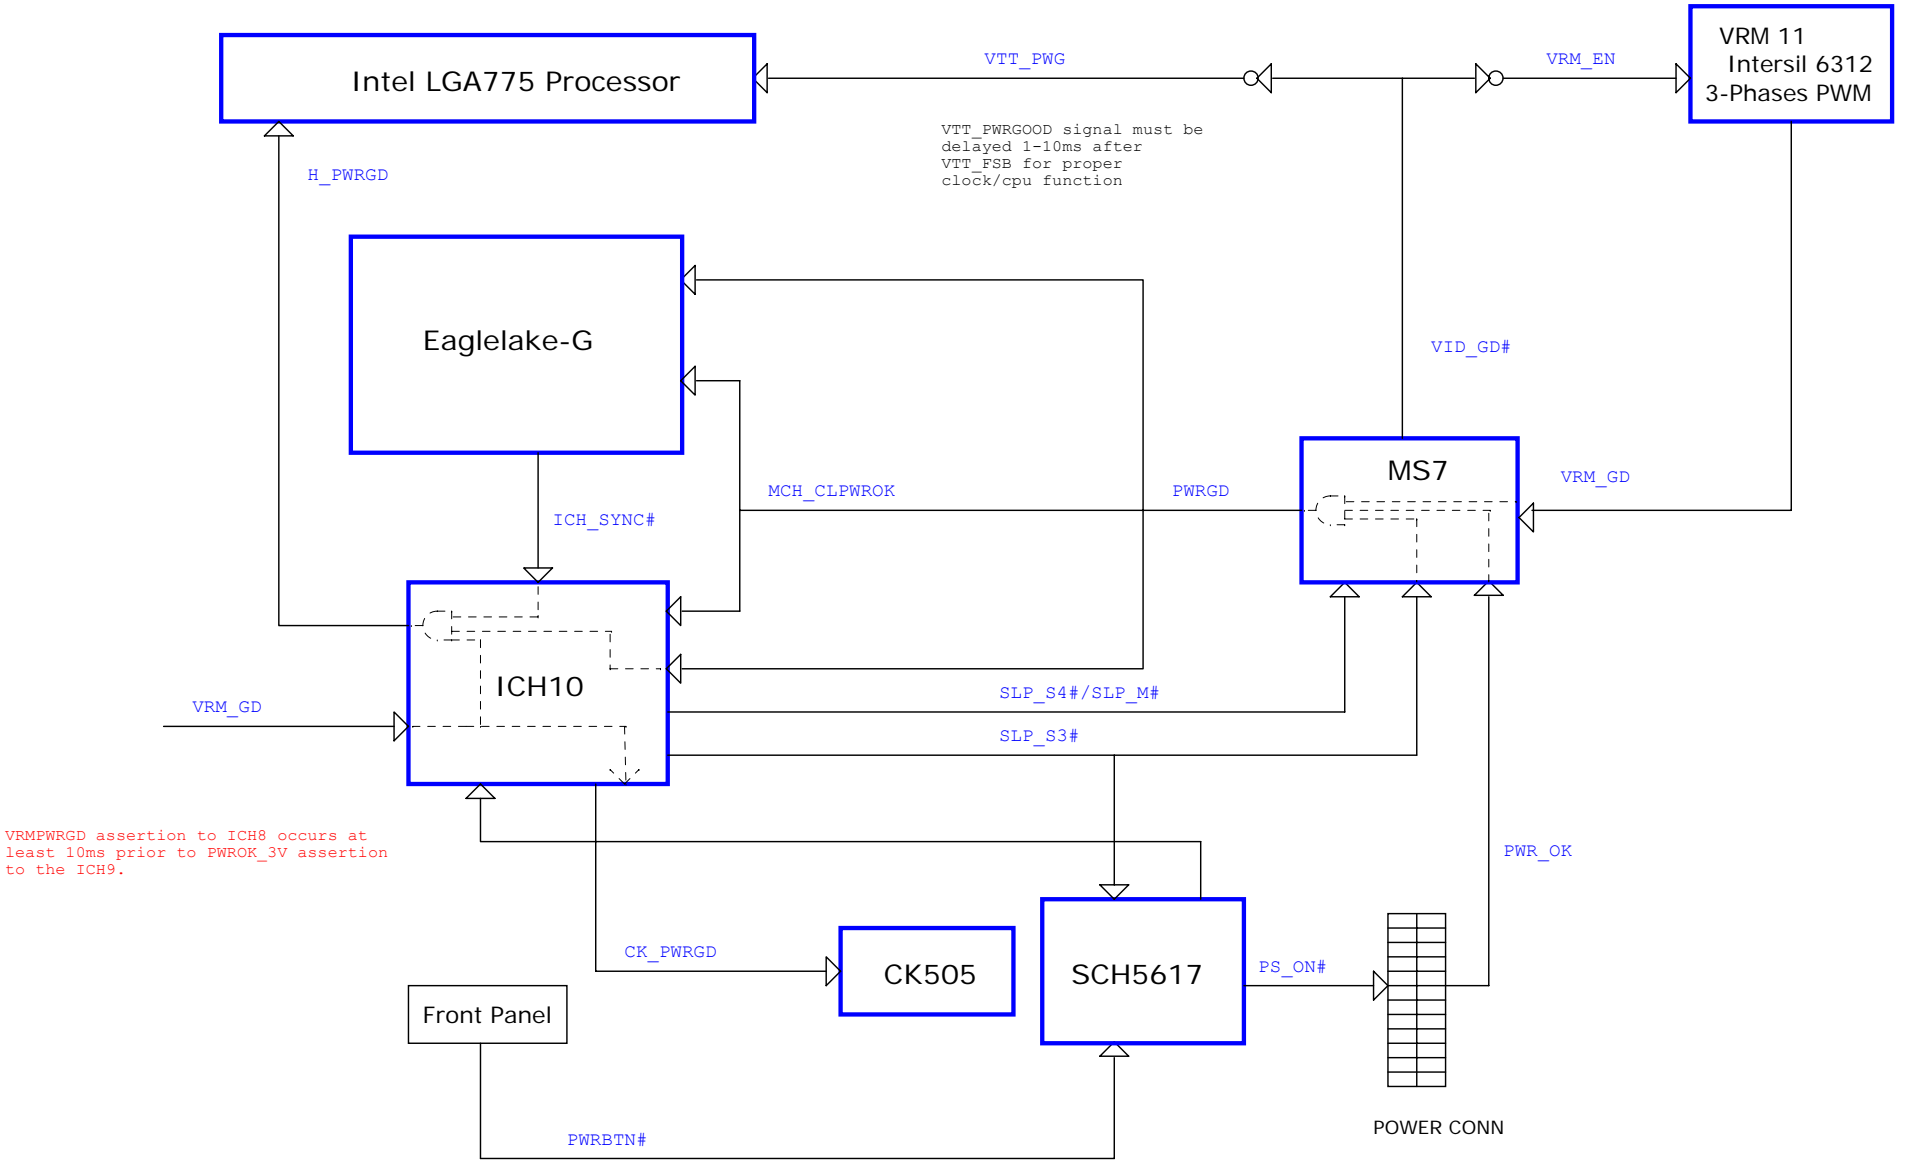 VRM 11
Intersil 6312
3-Phases PWM
VTT_PWG
VRM_EN
Intel LGA775 Processor
VTT_PWRGOOD signal must be
delayed 1-10ms after
VTT_FSB for proper
clock/cpu function
H_PWRGD
Eaglelake-G
VID_GD#
MS7
VRM_GD
MCH_CLPWROK
PWRGD
ICH_SYNC#
ICH10
SLP_S4#/SLP_M#
VRM_GD
SLP_S3#
VRMPWRGD assertion to ICH8 occurs at
least 10ms prior to PWROK_3V assertion
to the ICH9.
PWR_OK
CK_PWRGD
CK505
SCH5617
PS_ON#
Front Panel
POWER CONN
PWRBTN#